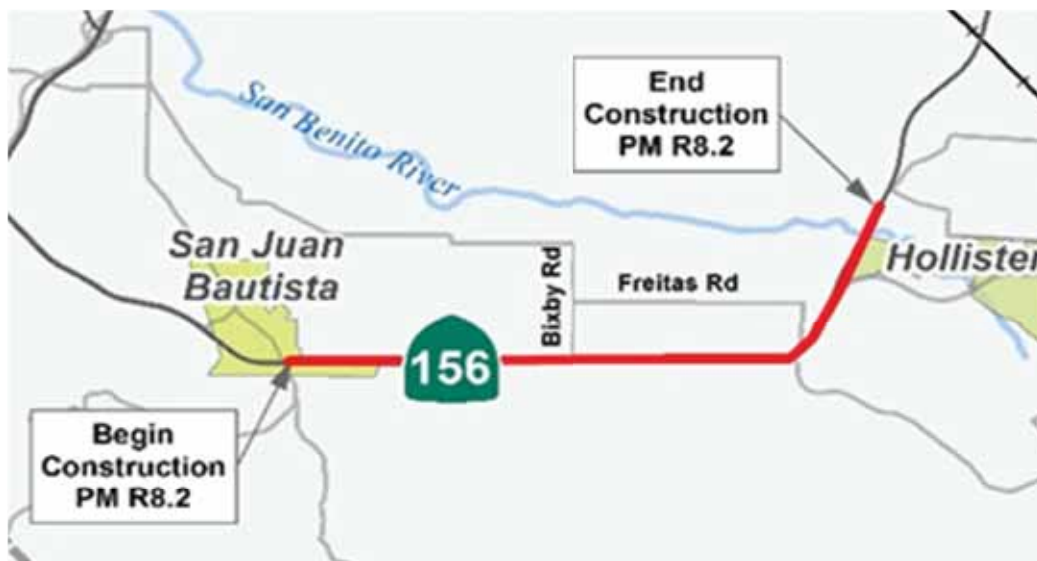 End
Construction
PM R8.2
San Benito River
San Juan
Bautista
Hollister
Bixby Rd
Freitas Rd
156
Begin
Construction
PM R8.2